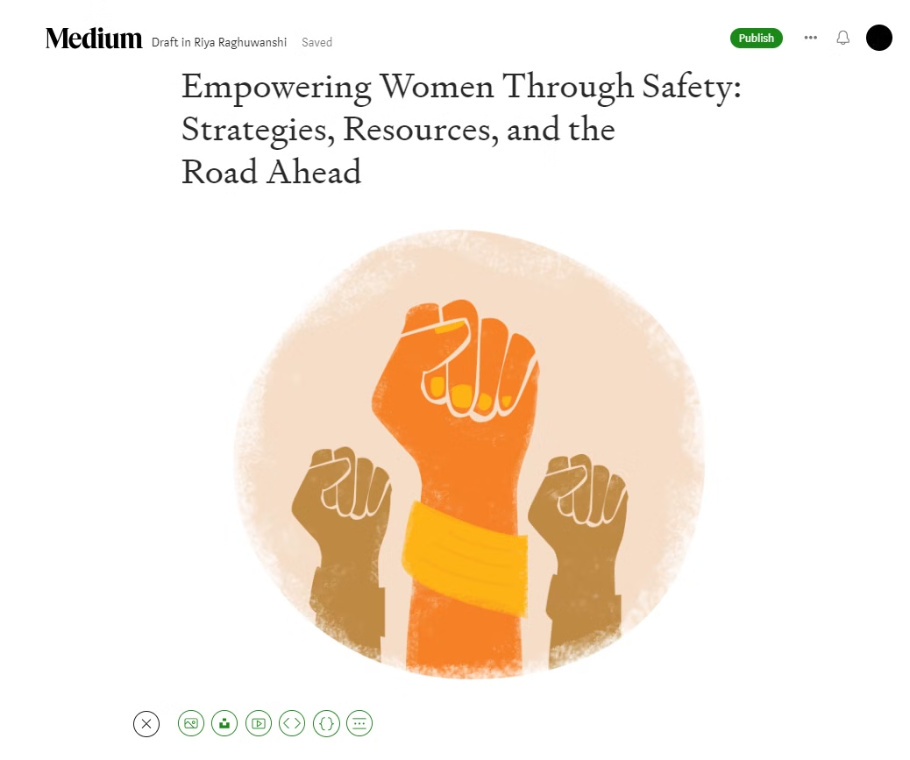 Medium Draft in Riya Raghuwanshi Saved Publish
Empowering Women Through Safety:
Strategies, Resources, and the
Road Ahead